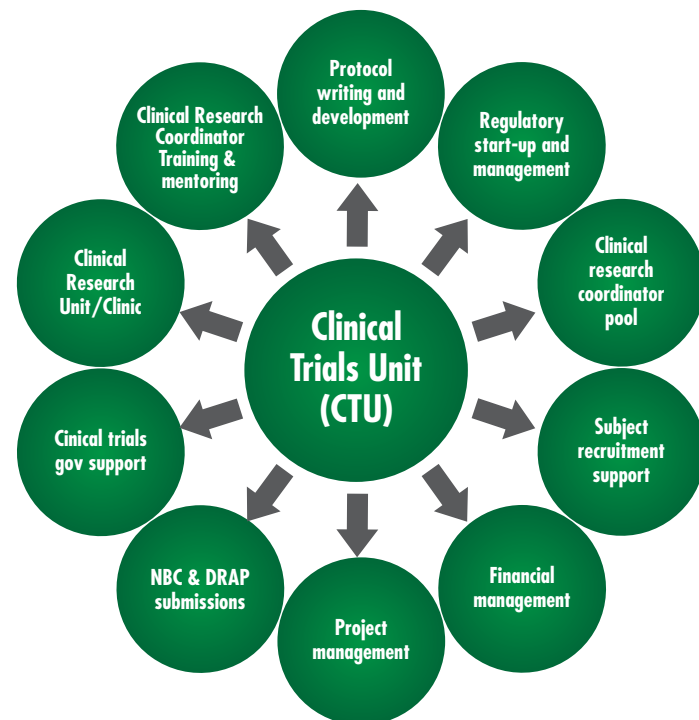 Protocol
writing and
development
Regulatory
start-up and
management
Clinical
research
coordinator
pool
Subject
recruitment
support
Financial
management
Project
management
NBC & DRAP
submissions
Cinical trials
gov support
Clinical
Research
Unit/Clinic
Clinical Research
Coordinator
Training &
mentoring
Clinical
Trials Unit
(CTU)